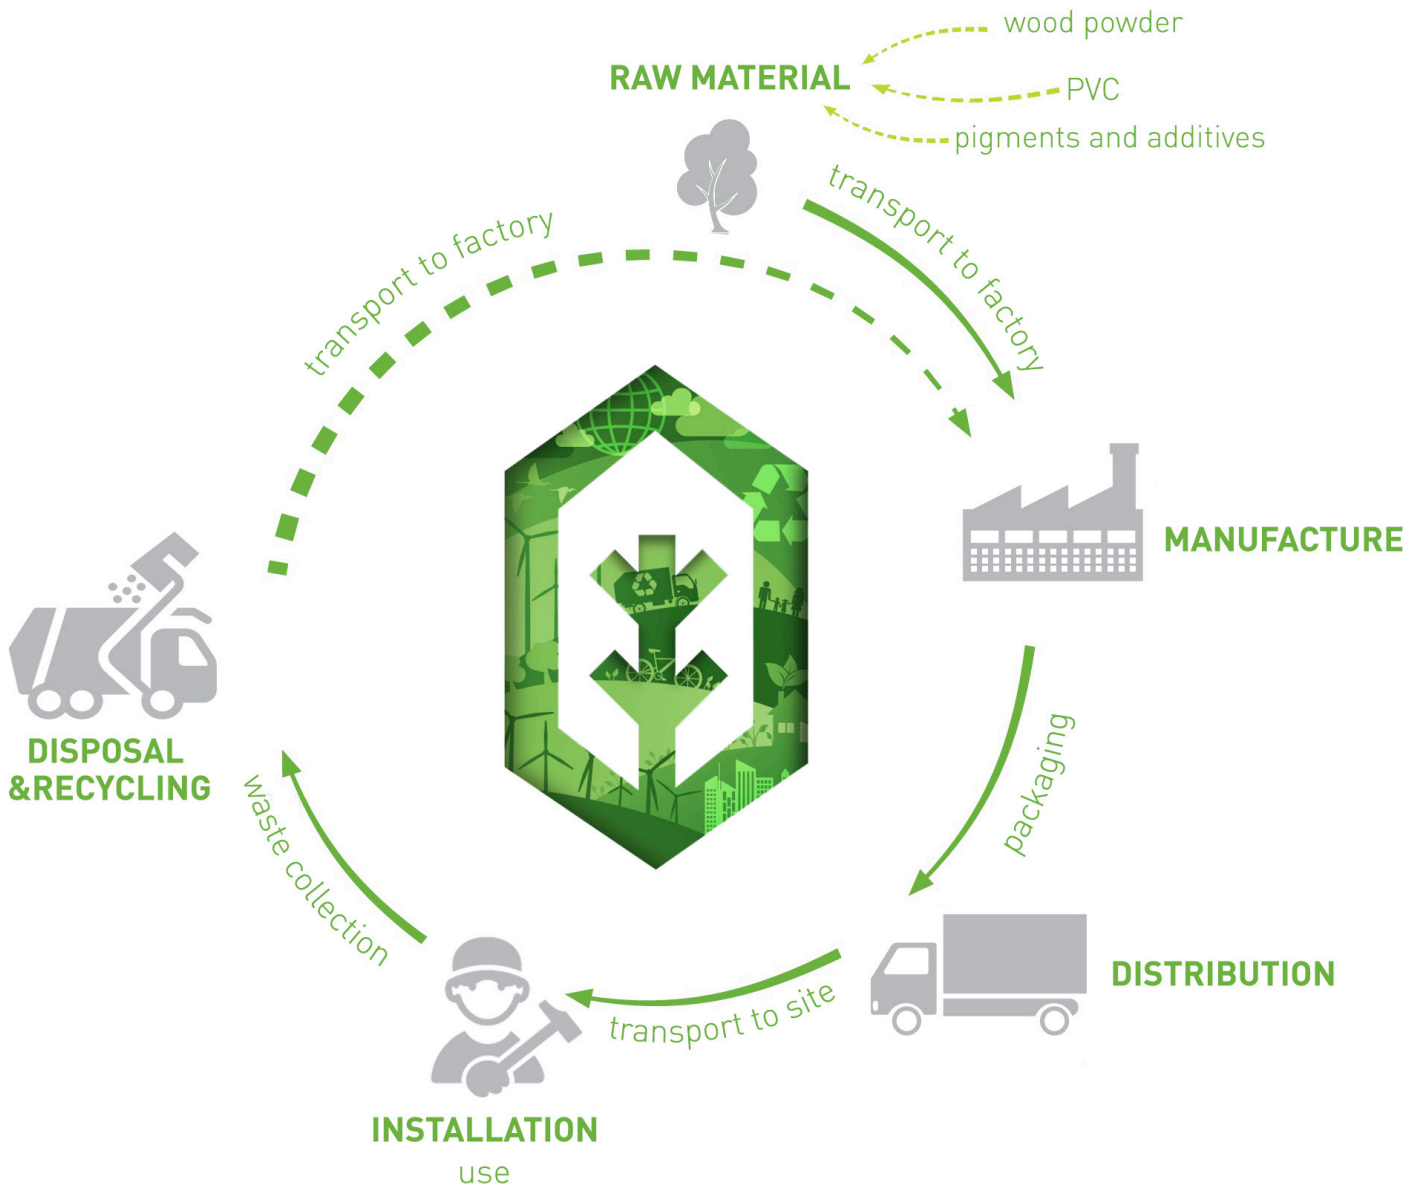 wood powder
RAW MATERIAL
PVC
pigments and additives
transport to factory
transport to factory
MANUFACTURE
packaging
DISTRIBUTION
transport to site
INSTALLATION
use
waste collection
DISPOSAL
&RECYCLING